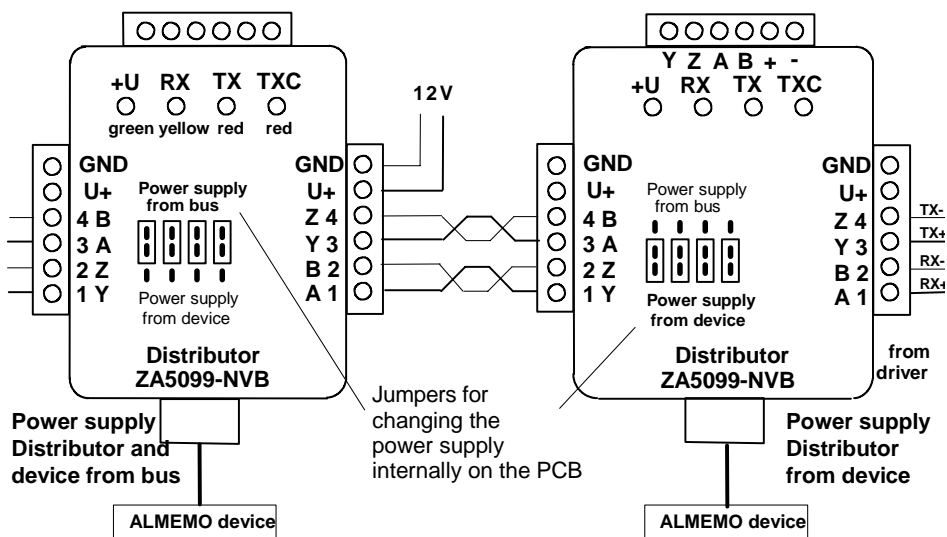 +U RX TX TXC
green yellow red red
GND
U+
4 B
3 A
2 Z
1 Y
Power supply
from bus
Power supply
from device
GND
U+
Z 4
Y 3
B 2
A 1
Distributor
ZA5099-NVB
Power supply
Distributor and
device from bus
ALMEMO device
12V
Jumpers for
changing the
power supply
internally on the PCB
Y Z A B + -
+U RX TX TXC
GND
U+
4 B
3 A
2 Z
1 Y
Power supply
from bus
Power supply
from device
GND
U+
Z 4
Y 3
B 2
A 1
TX-
TX+
RX-
RX+
from
driver
Distributor
ZA5099-NVB
Power supply
Distributor
from device
ALMEMO device